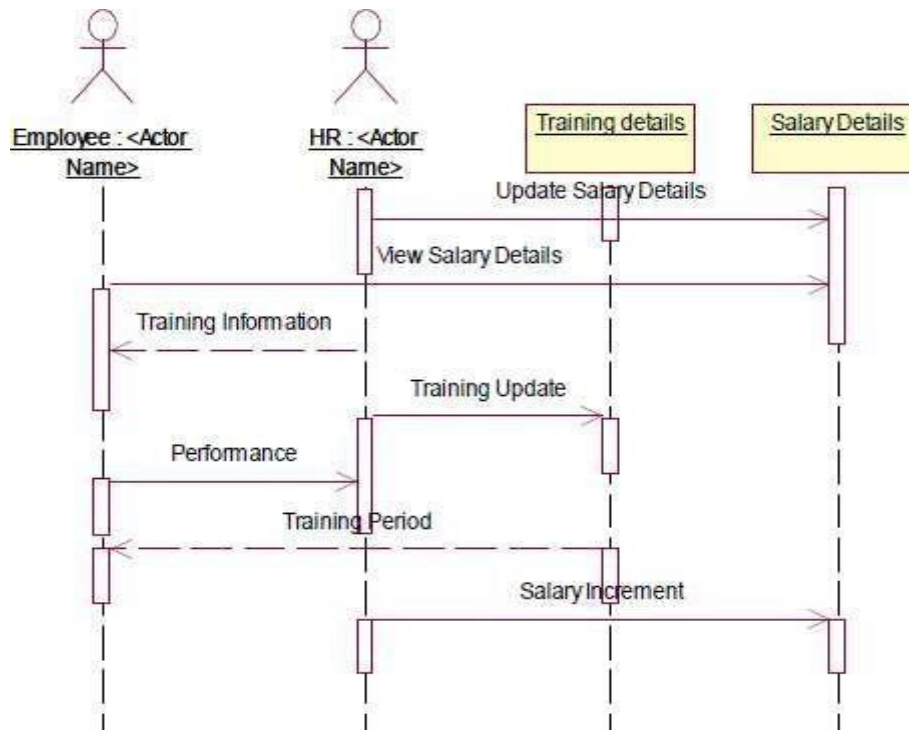 Employee : <Actor
Name>
HR : <Actor
Name>
Training details
Salary Details
Update Salary Details
View Salary Details
Training Information
Training Update
Performance
Training Period
Salary Increment